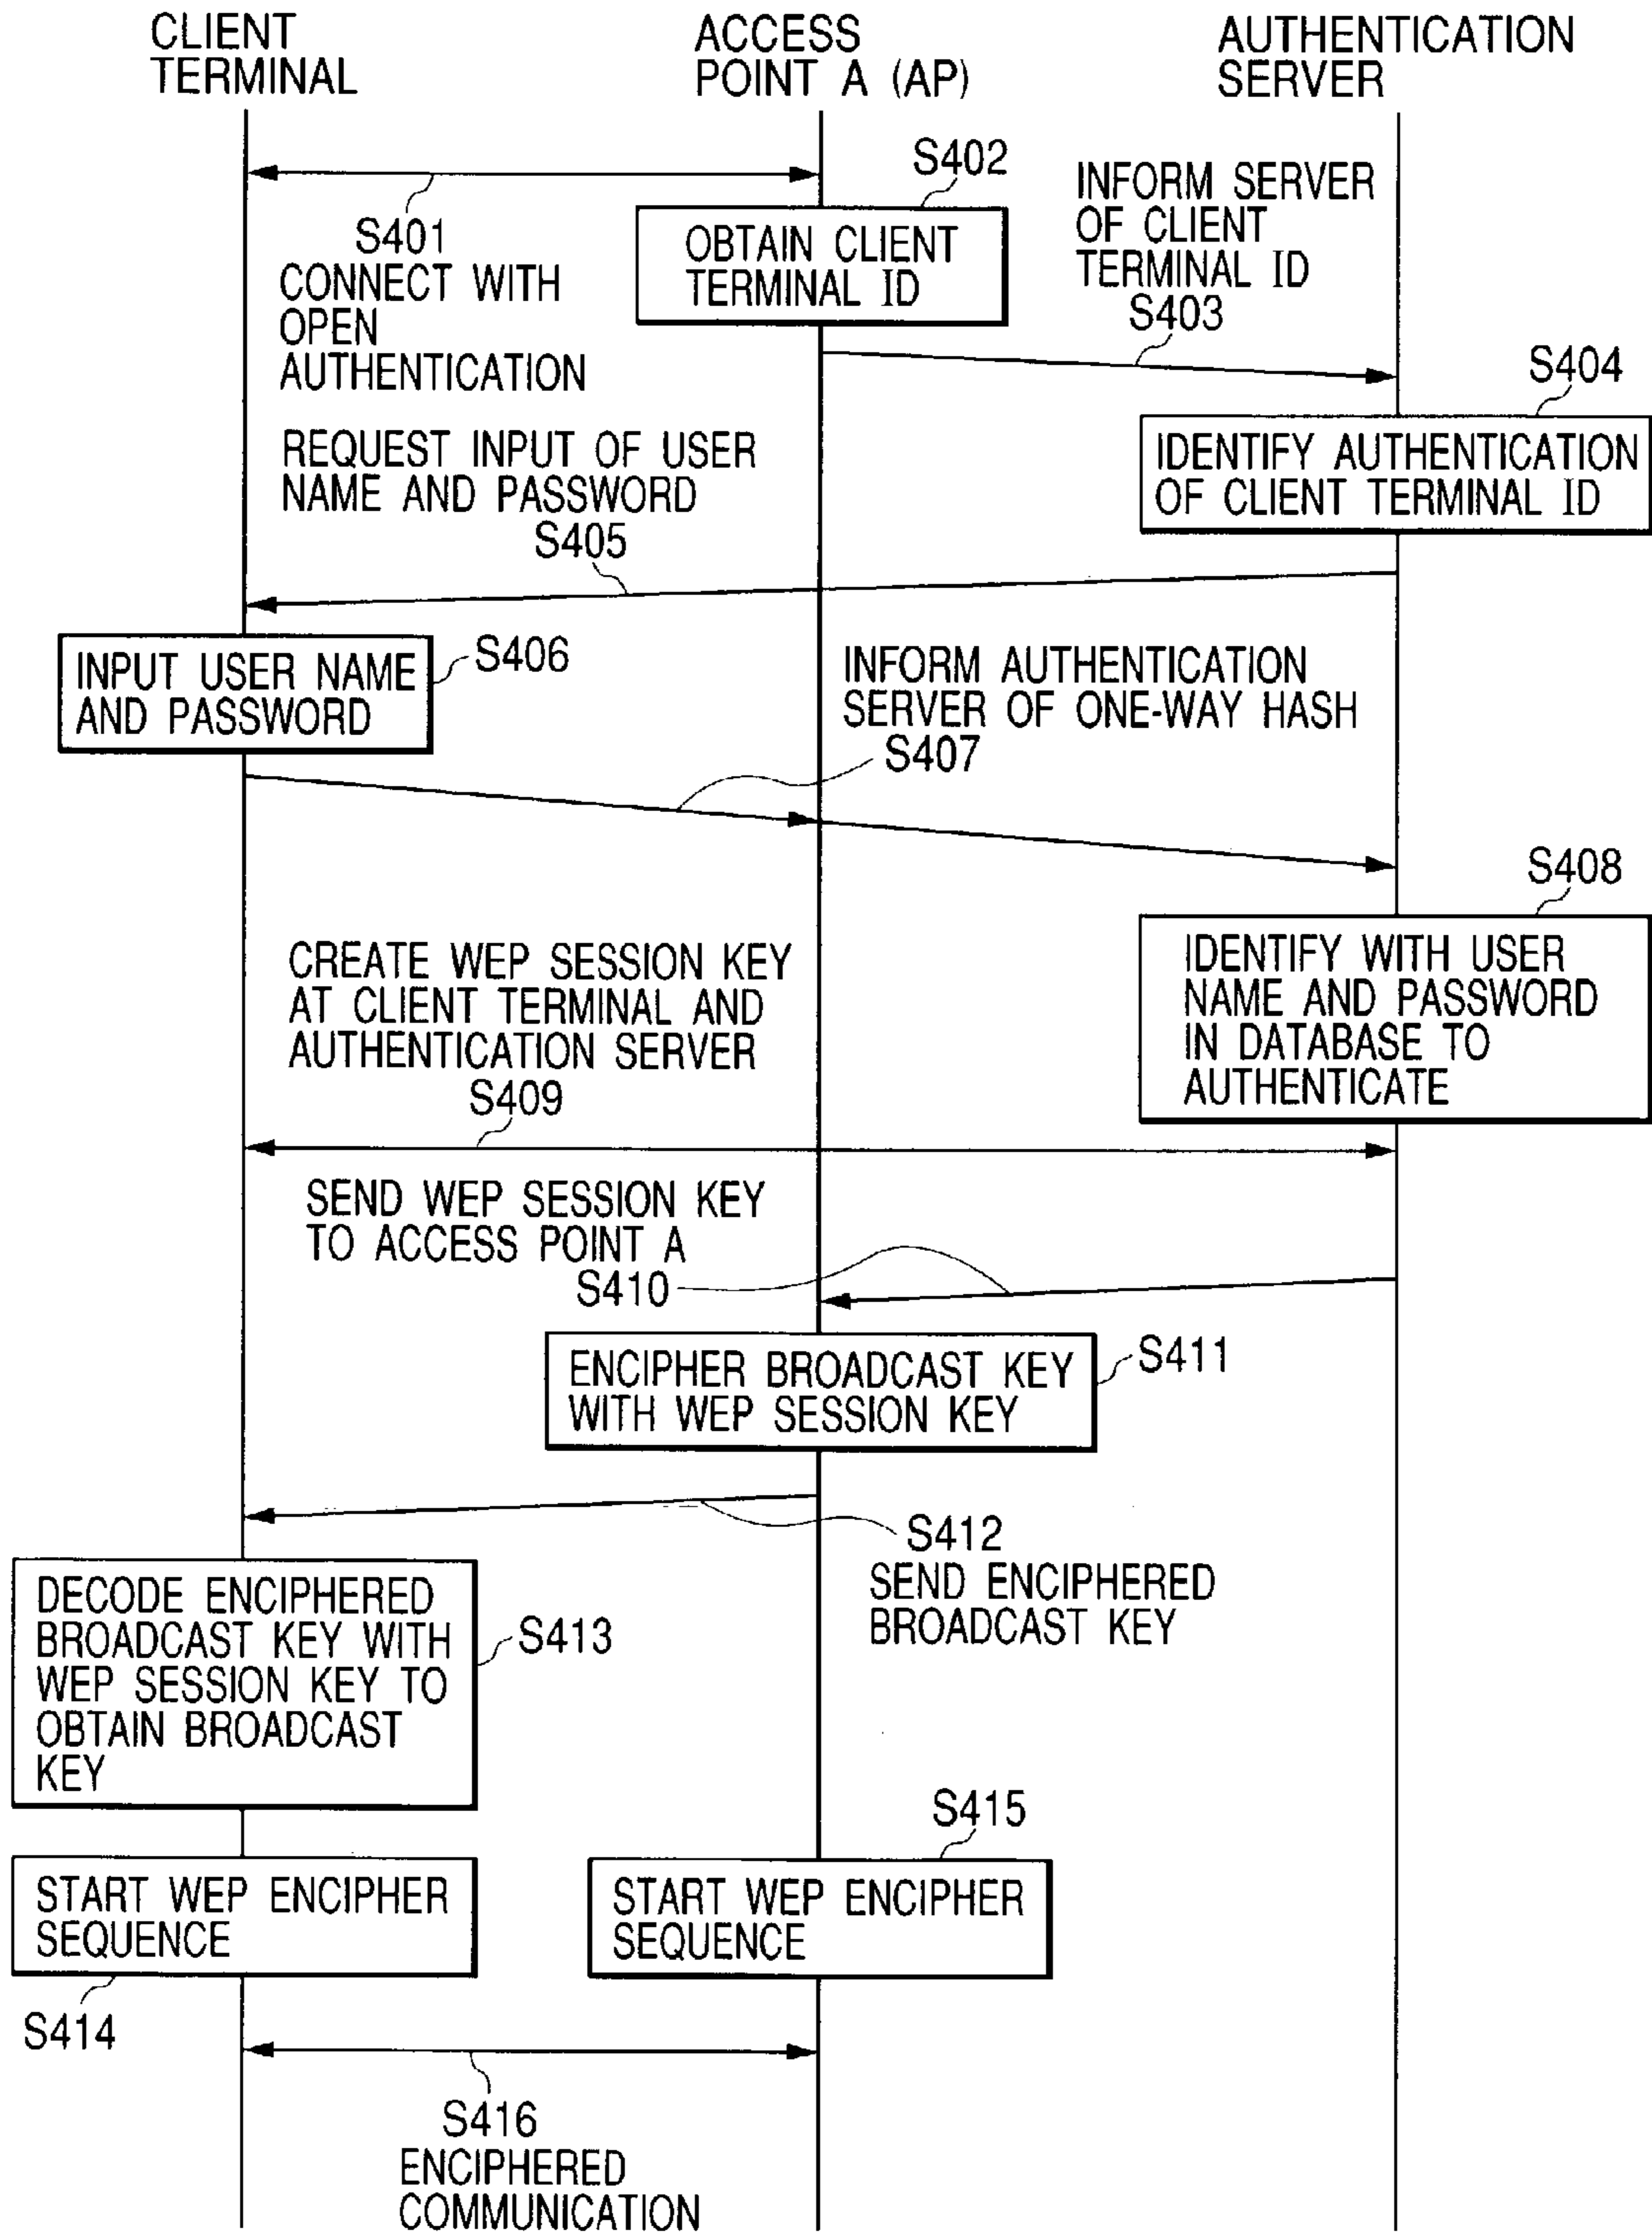 CLIENT
TERMINAL
ACCESS
POINT A (AP)
AUTHENTICATION
SERVER
S401
CONNECT WITH
OPEN
AUTHENTICATION
S402
OBTAIN CLIENT
TERMINAL ID
INFORM SERVER
OF CLIENT
TERMINAL ID
S403
S404
IDENTIFY AUTHENTICATION
OF CLIENT TERMINAL ID
REQUEST INPUT OF USER
NAME AND PASSWORD
S405
INPUT USER NAME
AND PASSWORD
S406
INFORM AUTHENTICATION
SERVER OF ONE-WAY HASH
S407
S408
IDENTIFY WITH USER
NAME AND PASSWORD
IN DATABASE TO
AUTHENTICATE
CREATE WEP SESSION KEY
AT CLIENT TERMINAL AND
AUTHENTICATION SERVER
S409
SEND WEP SESSION KEY
TO ACCESS POINT A
S410
ENCIPHER BROADCAST KEY
WITH WEP SESSION KEY
S411
S412
SEND ENCIPHERED
BROADCAST KEY
DECODE ENCIPHERED
BROADCAST KEY WITH
WEP SESSION KEY TO
OBTAIN BROADCAST
KEY
S413
S415
START WEP ENCIPHER
SEQUENCE
START WEP ENCIPHER
SEQUENCE
S414
S416
ENCIPHERED
COMMUNICATION